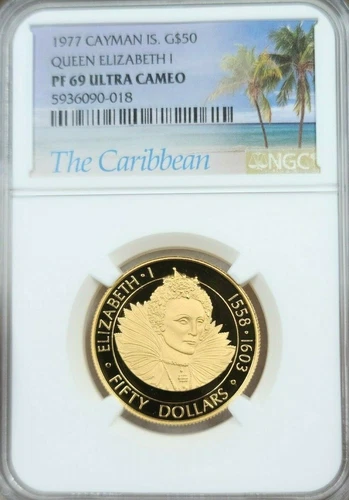 1977 CAYMAN IS. G$50
QUEEN ELIZABETH I
PF 69 ULTRA CAMEO
5936090-018
The Caribbean
NGC
ELIZABETH · I
1558 · 1603
FIFTY DOLLARS